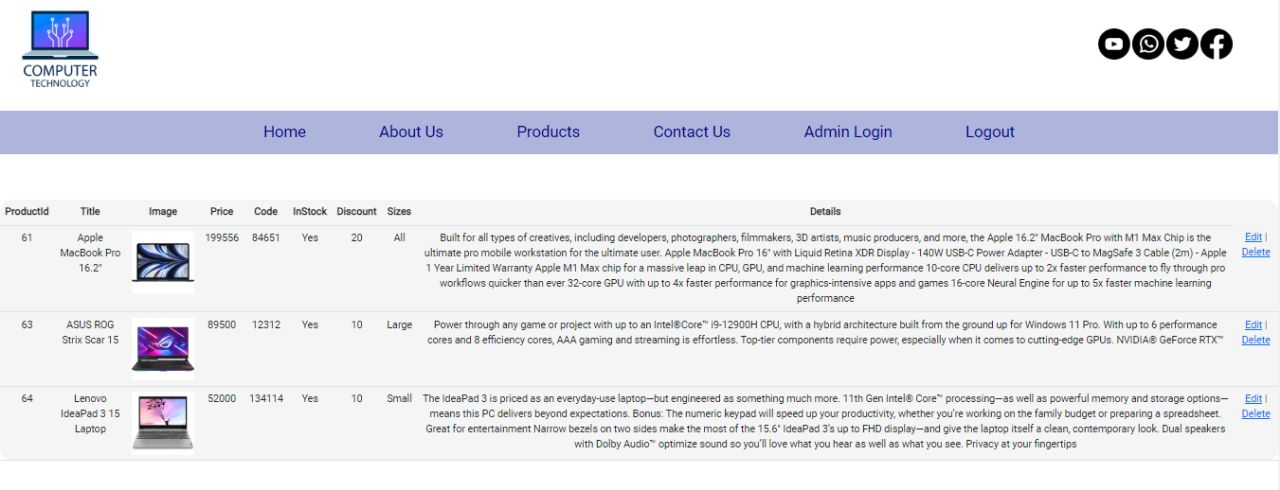 COMPUTER
TECHNOLOGY
Home About Us Products Contact Us Admin Login Logout
ProductId Title Image Price Code InStock Discount Sizes Details
61 Apple MacBook Pro 16.2" 199556 84651 Yes 20 All
Built for all types of creatives, including developers, photographers, filmmakers, 3D artists, music producers, and more, the Apple 16.2" MacBook Pro with M1 Max Chip is the
ultimate pro mobile workstation for the ultimate user. Apple MacBook Pro 16" with Liquid Retina XDR Display - 140W USB-C Power Adapter - USB-C to MagSafe 3 Cable (2m) - Apple
1 Year Limited Warranty Apple M1 Max chip for a massive leap in CPU, GPU, and machine learning performance 10-core CPU delivers up to 2x faster performance to fly through pro
workflows quicker than ever 32-core GPU with up to 4x faster performance for graphics-intensive apps and games 16-core Neural Engine for up to 5x faster machine learning
performance
Edit |
Delete
63 ASUS ROG Strix Scar 15 89500 12312 Yes 10 Large
Power through any game or project with up to an Intel®Core™ i9-12900H CPU, with a hybrid architecture built from the ground up for Windows 11 Pro. With up to 6 performance
cores and 8 efficiency cores, AAA gaming and streaming is effortless. Top-tier components require power, especially when it comes to cutting-edge GPUs. NVIDIA® GeForce RTX™
Edit |
Delete
64 Lenovo IdeaPad 3 15 Laptop 52000 134114 Yes 10 Small
The IdeaPad 3 is priced as an everyday-use laptop—but engineered as something much more. 11th Gen Intel® Core™ processing—as well as powerful memory and storage options—
means this PC delivers beyond expectations. Bonus: The numeric keypad will speed up your productivity, whether you're working on the family budget or preparing a spreadsheet.
Great for entertainment Narrow bezels on two sides make the most of the 15.6" IdeaPad 3's up to FHD display—and give the laptop itself a clean, contemporary look. Dual speakers
with Dolby Audio™ optimize sound so you'll love what you hear as well as what you see. Privacy at your fingertips
Edit |
Delete